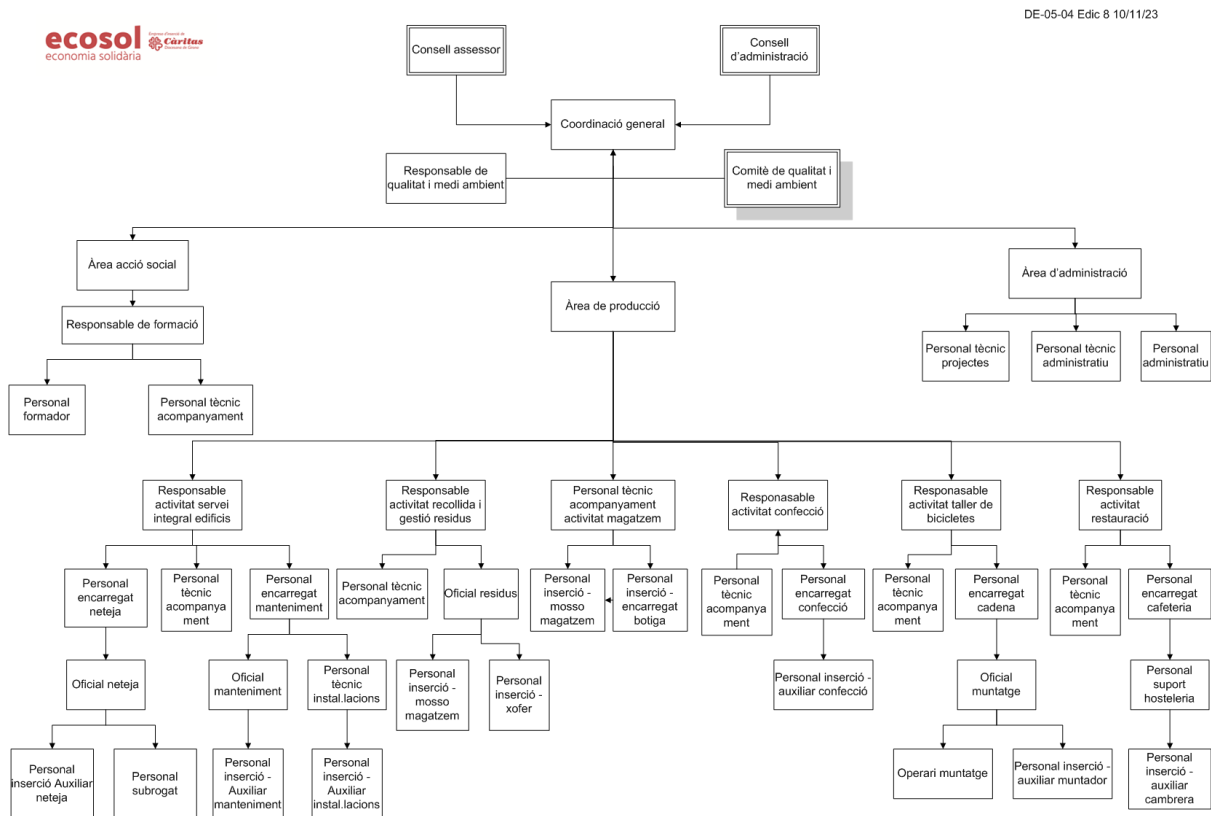 DE-05-04 Edic 8 10/11/23
ecosol
economia solidària
Empresa d'Inserció de
Càritas
Diocesana de Girona
Consell assessor
Consell
d'administració
Coordinació general
Responsable de
qualitat i medi ambient
Comitè de qualitat i
medi ambient
Àrea acció social
Àrea de producció
Àrea d'administració
Responsable de formació
Personal tècnic
projectes
Personal tècnic
administratiu
Personal
administratiu
Personal
formador
Personal tècnic
acompanyament
Responsable
activitat servei
integral edificis
Responsable
activitat recollida i
gestió residus
Personal tècnic
acompanyament
activitat magatzem
Responasable
activitat confecció
Responasable
activitat taller de
bicicletes
Responsable
activitat
restauració
Personal
encarregat
neteja
Personal
tècnic
acompanya
ment
Personal
encarregat
manteniment
Personal tècnic
acompanyament
Oficial residus
Personal
inserció -
mosso
magatzem
Personal
inserció -
encarregat
botiga
Personal
tècnic
acompanya
ment
Personal
encarregat
confecció
Personal
tècnic
acompanya
ment
Personal
encarregat
cadena
Personal
tècnic
acompanya
ment
Personal
encarregat
cafeteria
Oficial neteja
Oficial
manteniment
Personal
tècnic
instal.lacions
Personal
inserció -
mosso
magatzem
Personal
inserció -
xofer
Personal inserció -
auxiliar confecció
Oficial
muntatge
Personal
suport
hosteleria
Personal
inserció Auxiliar
neteja
Personal
subrogat
Personal
inserció -
Auxiliar
manteniment
Personal
inserció -
Auxiliar
instal.lacions
Operari muntatge
Personal inserció -
auxiliar muntador
Personal
inserció -
auxiliar
cambrera